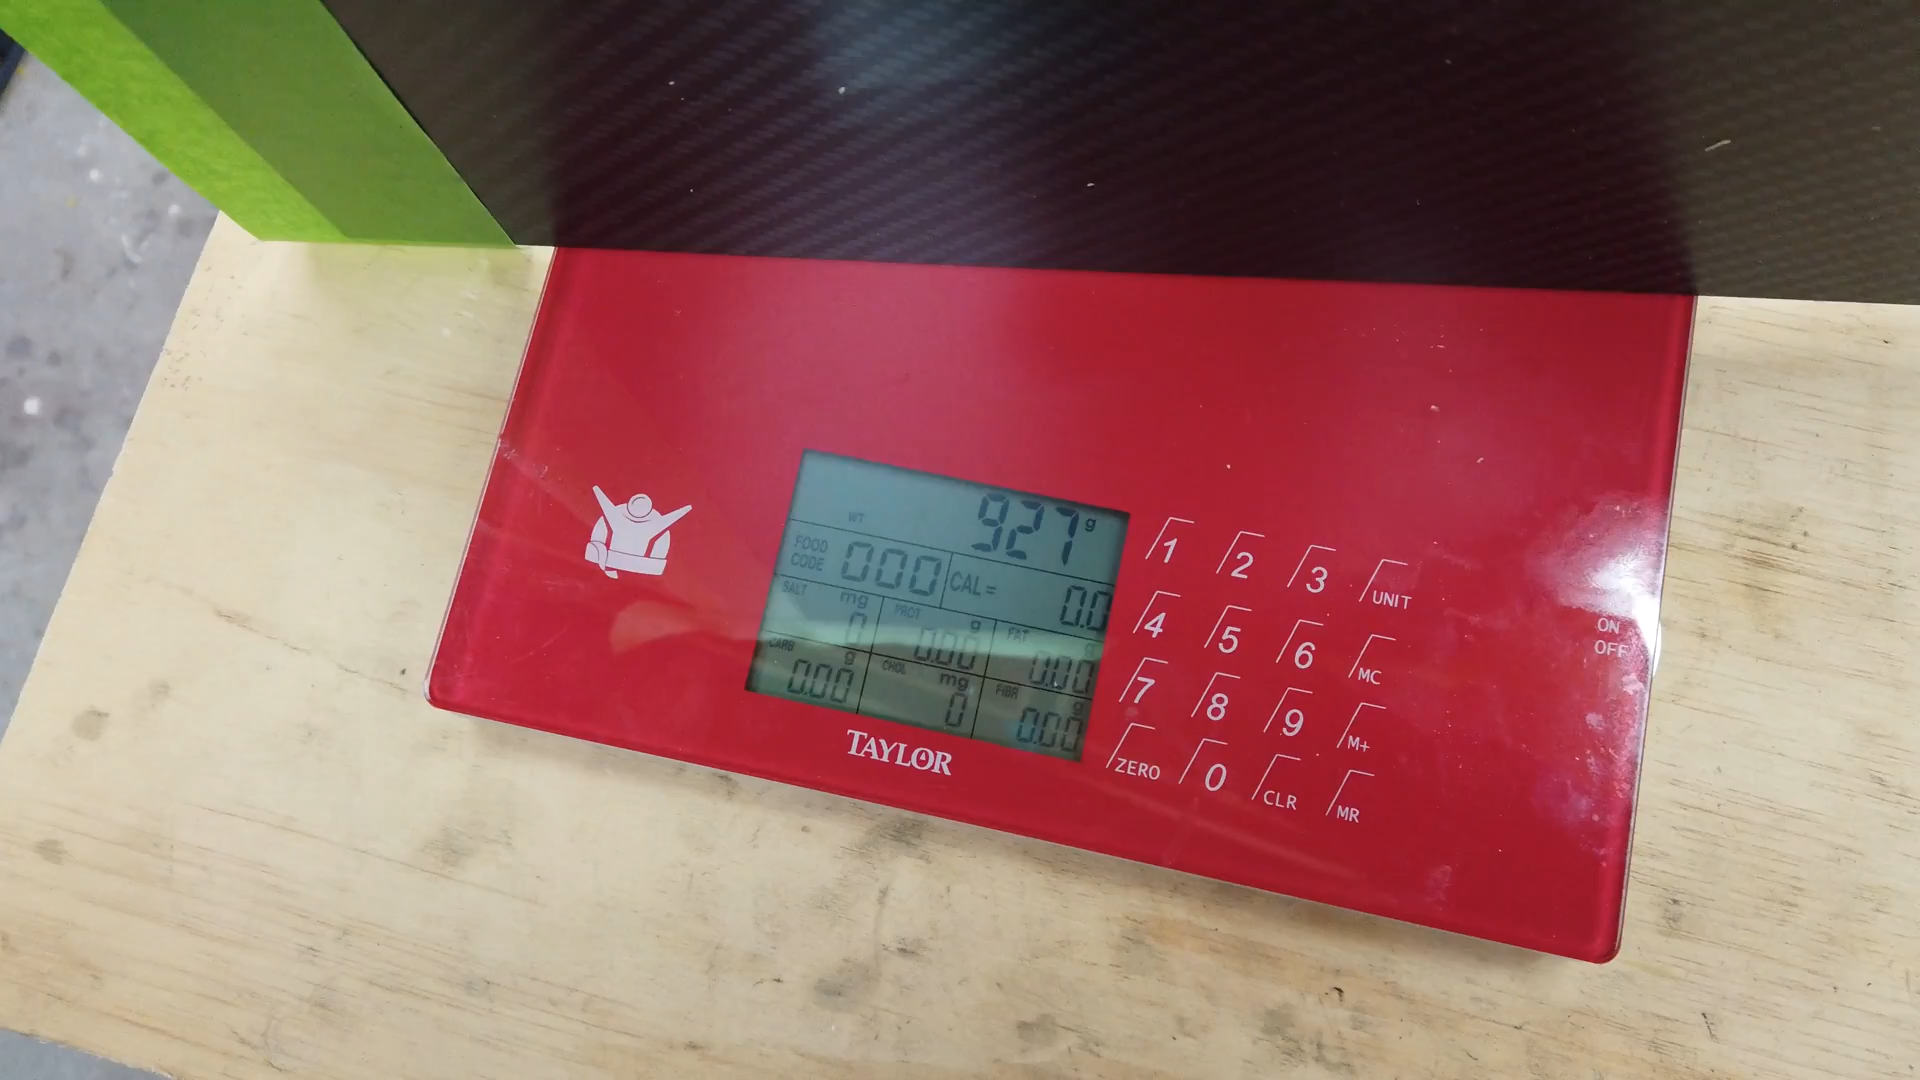 WT 927 g
FOOD CODE 000 CAL= 0.0
SALT mg 0 PROT g 0.00 FAT g 0.00
CARB g 0.00 CHOL mg 0 FIBR g 0.00
TAYLOR
1 2 3 UNIT
4 5 6 MC
7 8 9 M+
ZERO 0 CLR MR
ON
OFF